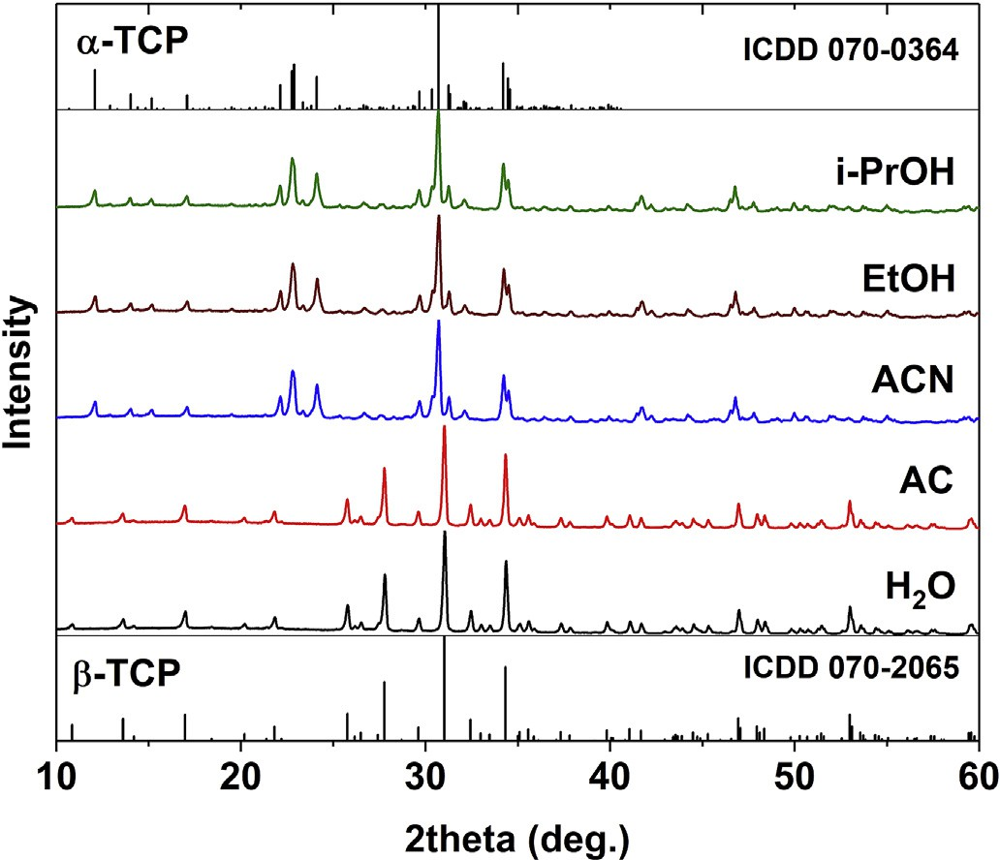 α-TCP ICDD 070-0364
i-PrOH
EtOH
ACN
AC
H₂O
β-TCP ICDD 070-2065
Intensity
10 20 30 40 50 60
2theta (deg.)